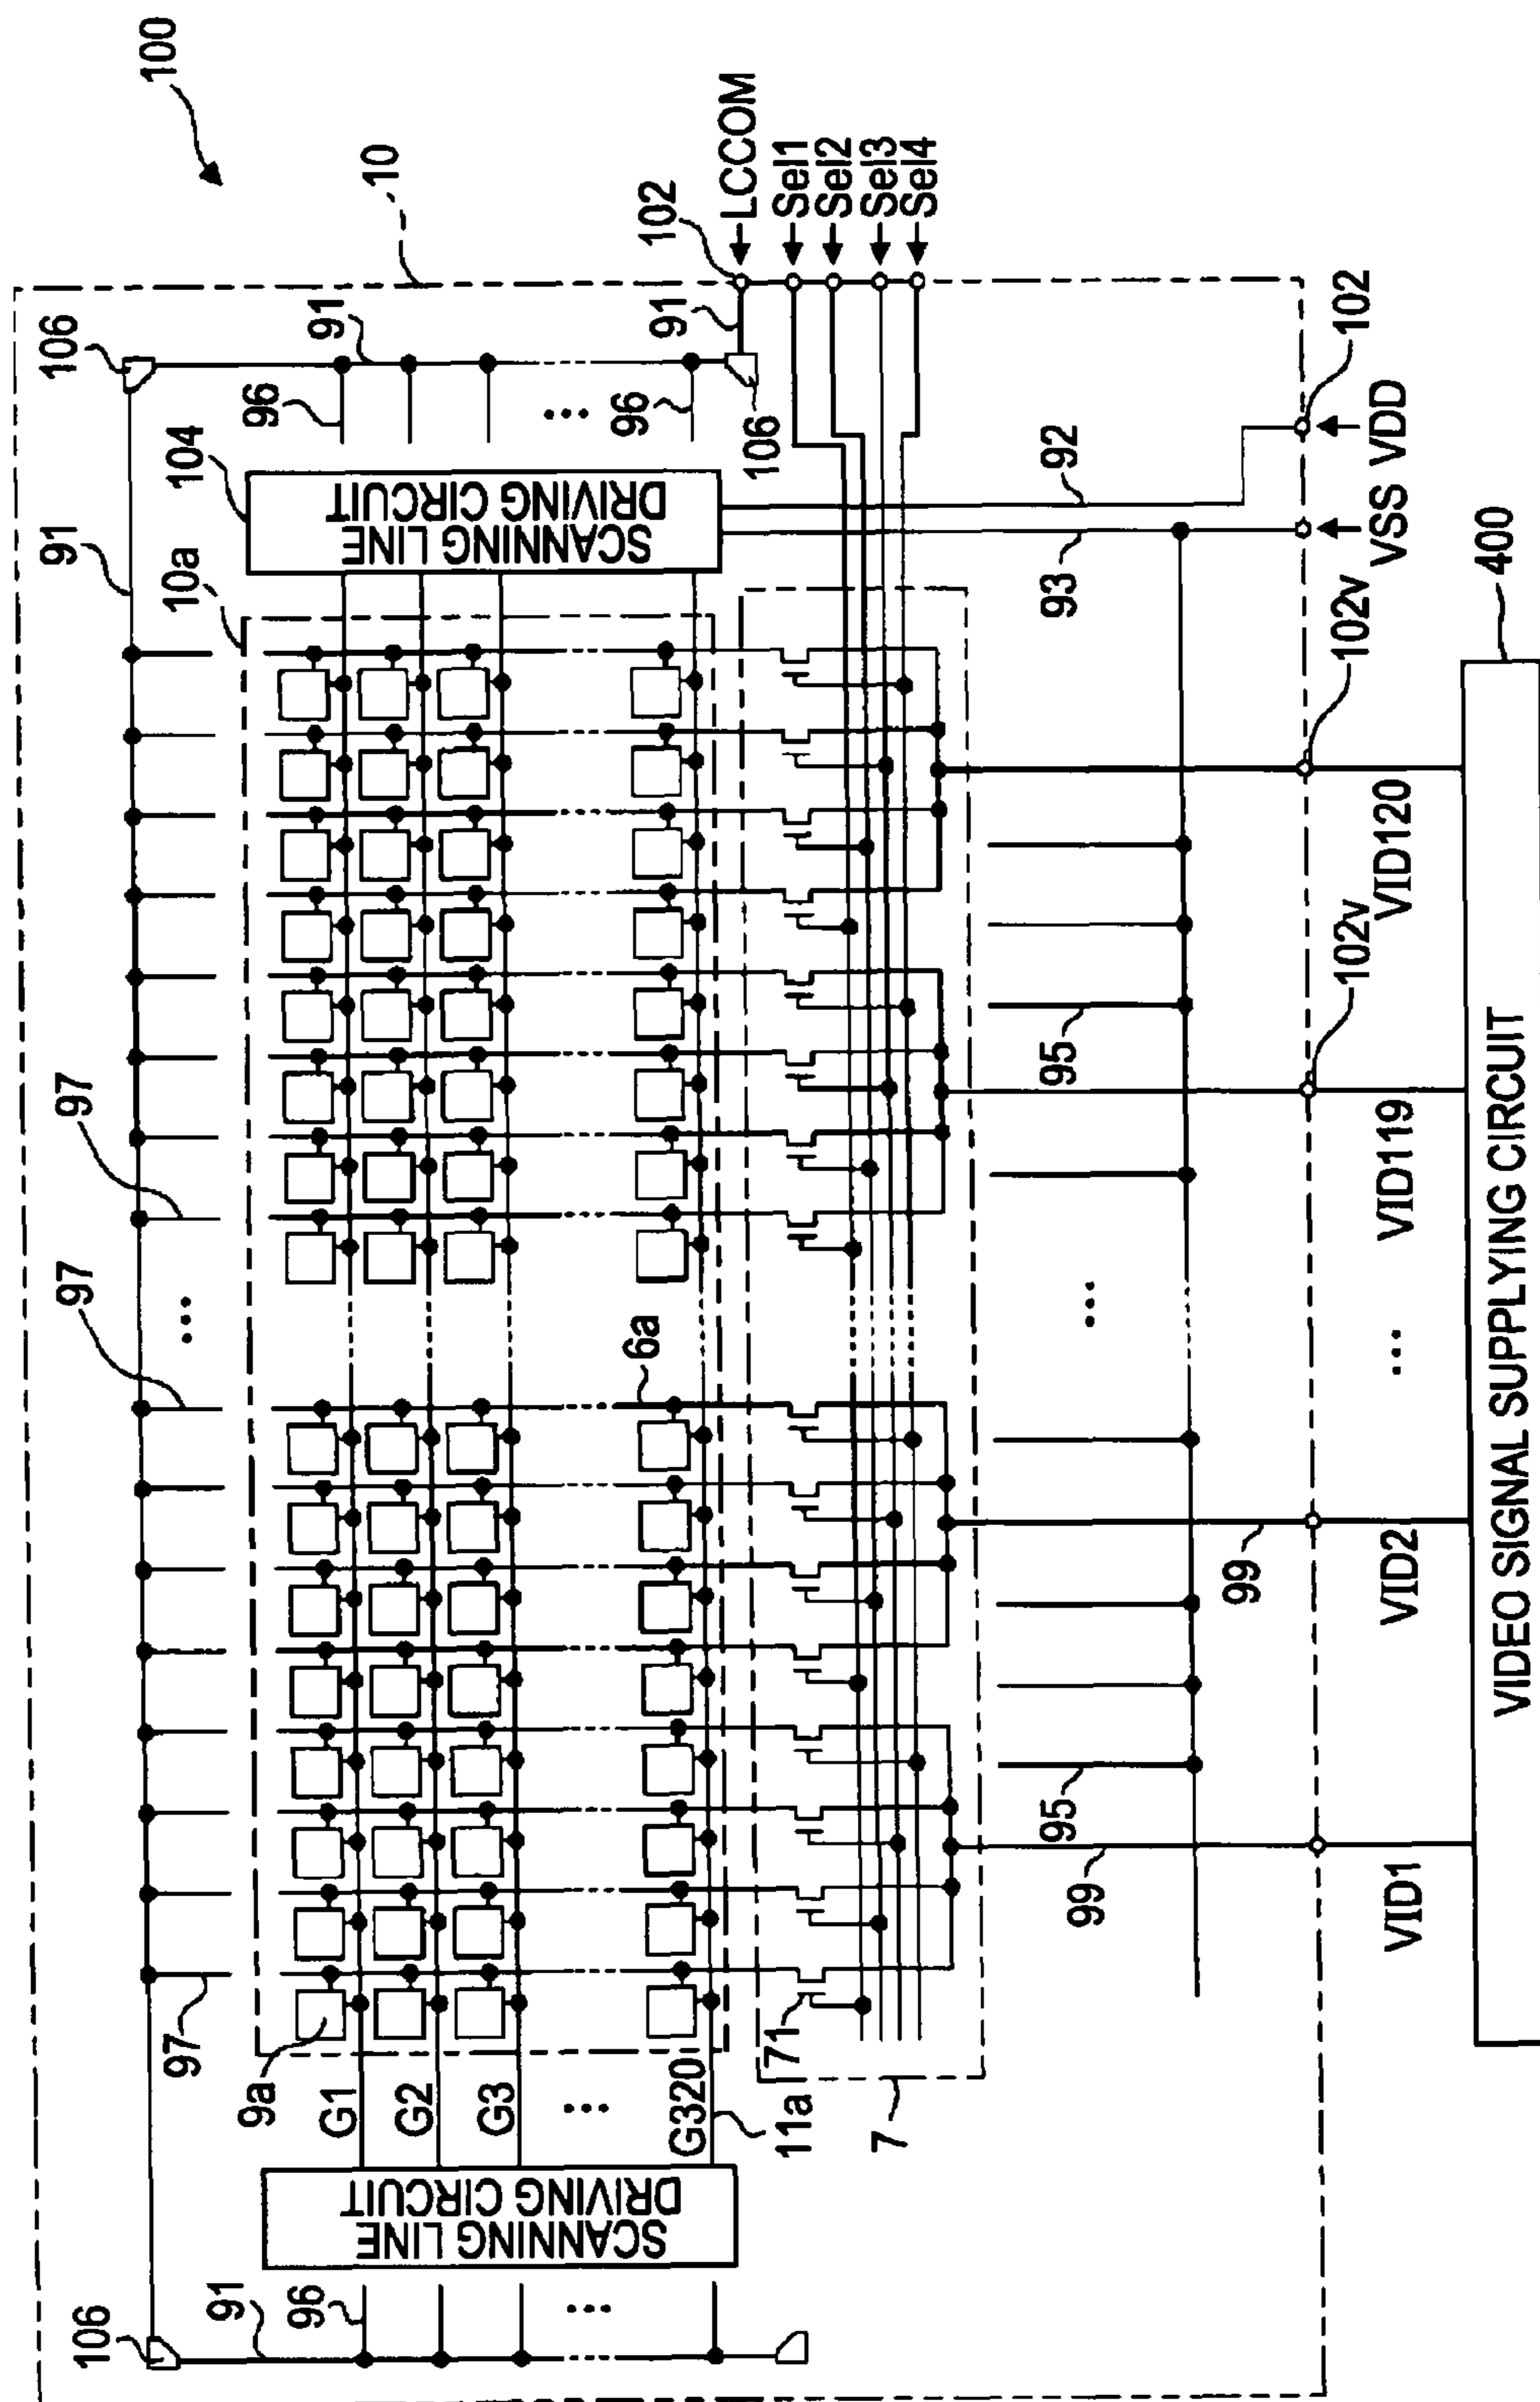 100
10
106
91
106
91
104
10a
97
97
91
96
97
9a
96
91
SCANNING LINE
DRIVING CIRCUIT
G1
G2
G3
...
G320
11a
6a
SCANNING LINE
DRIVING CIRCUIT
96
...
96
91
102
LCCOM
Sel1
Sel2
Sel3
Sel4
106
71
7
95
99
99
95
93
92
102v
102v
102
VSS
VDD
VID1
VID2
...
VID119
VID120
400
VIDEO SIGNAL SUPPLYING CIRCUIT